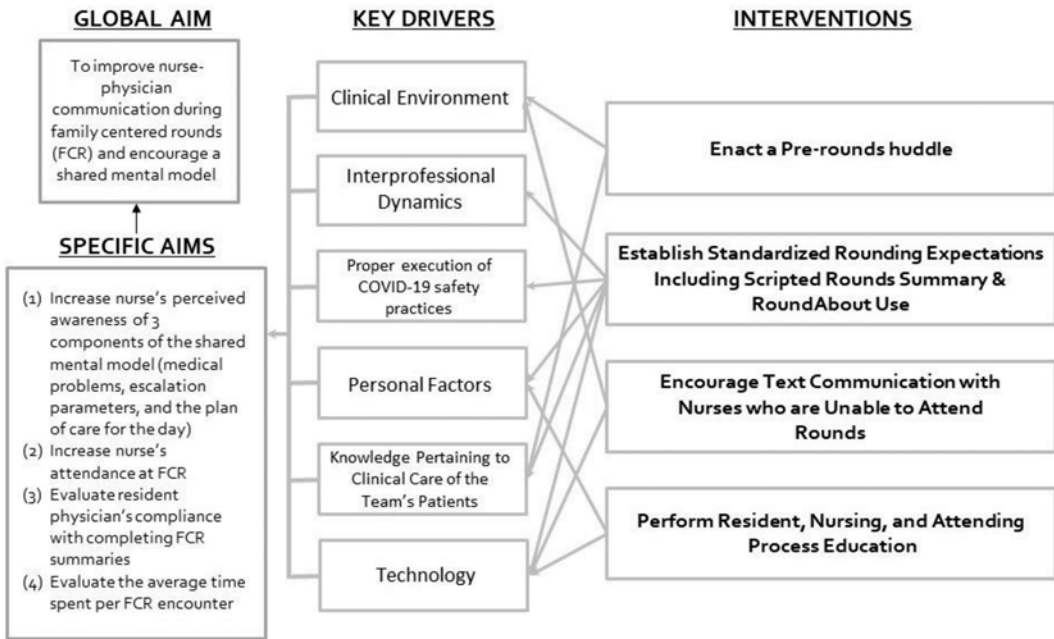 GLOBAL AIM
To improve nurse-
physician
communication during
family centered rounds
(FCR) and encourage a
shared mental model
SPECIFIC AIMS
(1) Increase nurse's perceived
awareness of 3
components of the shared
mental model (medical
problems, escalation
parameters, and the plan
of care for the day)
(2) Increase nurse's
attendance at FCR
(3) Evaluate resident
physician's compliance
with completing FCR
summaries
(4) Evaluate the average time
spent per FCR encounter
KEY DRIVERS
Clinical Environment
Interprofessional
Dynamics
Proper execution of
COVID-19 safety
practices
Personal Factors
Knowledge Pertaining to
Clinical Care of the
Team's Patients
Technology
INTERVENTIONS
Enact a Pre-rounds huddle
Establish Standardized Rounding Expectations
Including Scripted Rounds Summary &
RoundAbout Use
Encourage Text Communication with
Nurses who are Unable to Attend
Rounds
Perform Resident, Nursing, and Attending
Process Education